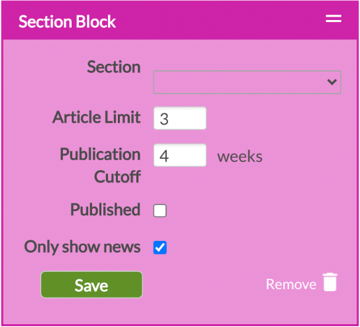 Section Block
Section
Article Limit 3
Publication 4 weeks
Cutoff
Published
Only show news
Save Remove